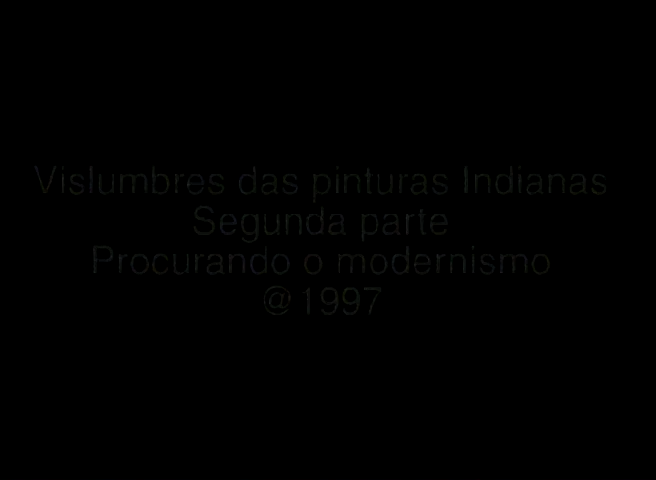 Vislumbres das pinturas Indianas
Segunda parte
Procurando o modernismo
@1997